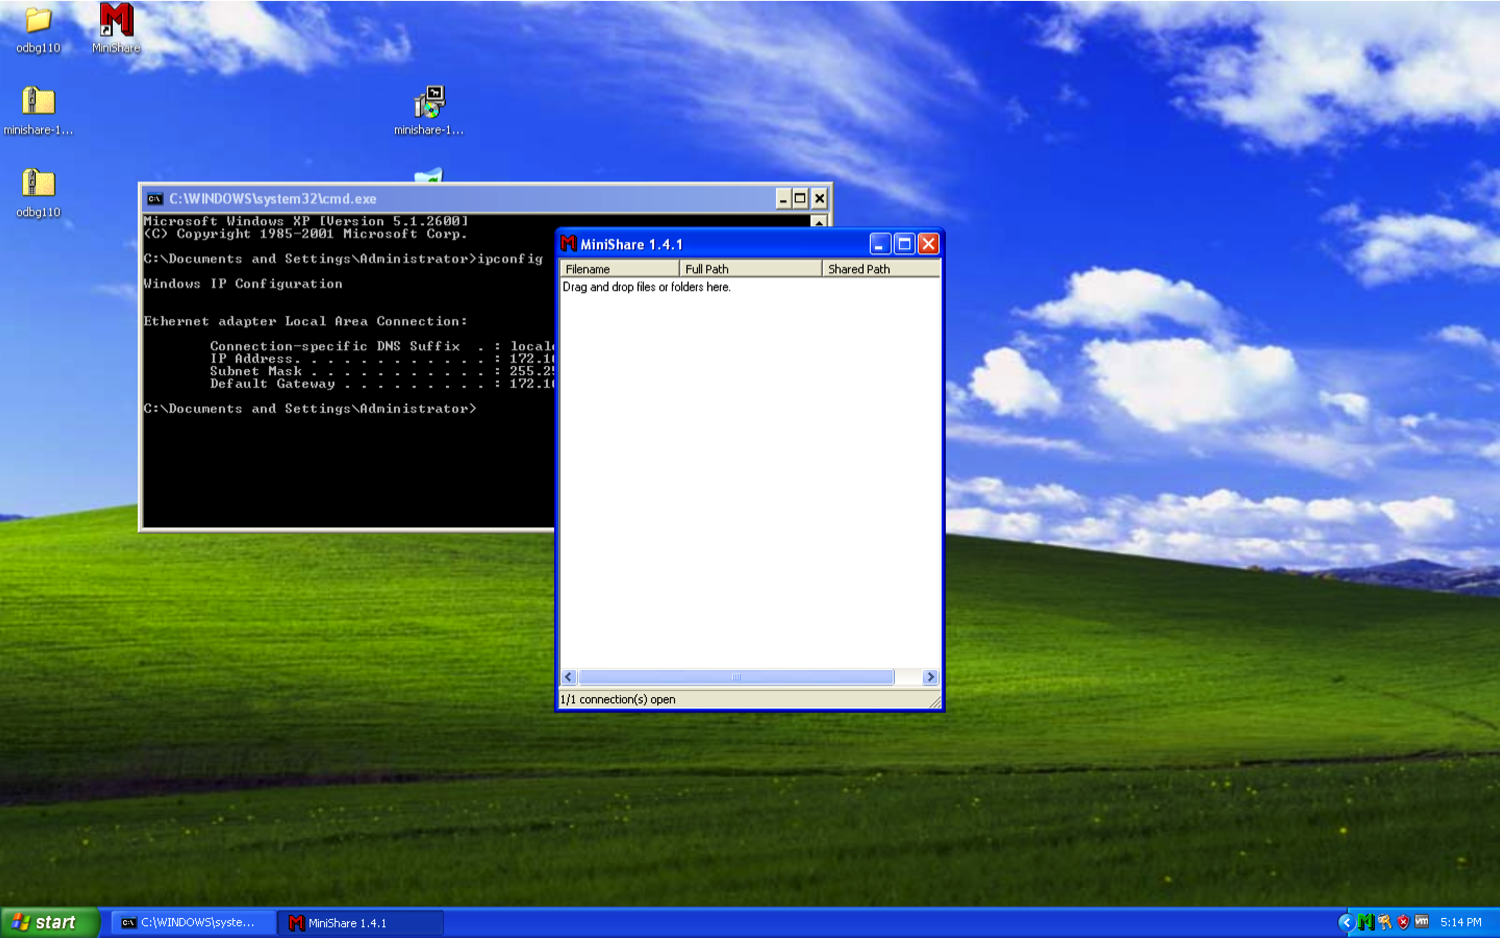 odbg110
MiniShare
minishare-1...
minishare-1...
odbg110
C:\WINDOWS\system32\cmd.exe
Microsoft Windows XP [Version 5.1.2600]
(C) Copyright 1985-2001 Microsoft Corp.
C:\Documents and Settings\Administrator>ipconfig
Windows IP Configuration
Ethernet adapter Local Area Connection:
Connection-specific DNS Suffix . : local
IP Address. . . . . . . . . . . . : 172.1
Subnet Mask . . . . . . . . . . . : 255.2
Default Gateway . . . . . . . . . : 172.1
C:\Documents and Settings\Administrator>
MiniShare 1.4.1
Filename Full Path Shared Path
Drag and drop files or folders here.
1/1 connection(s) open
start
C:\WINDOWS\syste...
MiniShare 1.4.1
5:14 PM